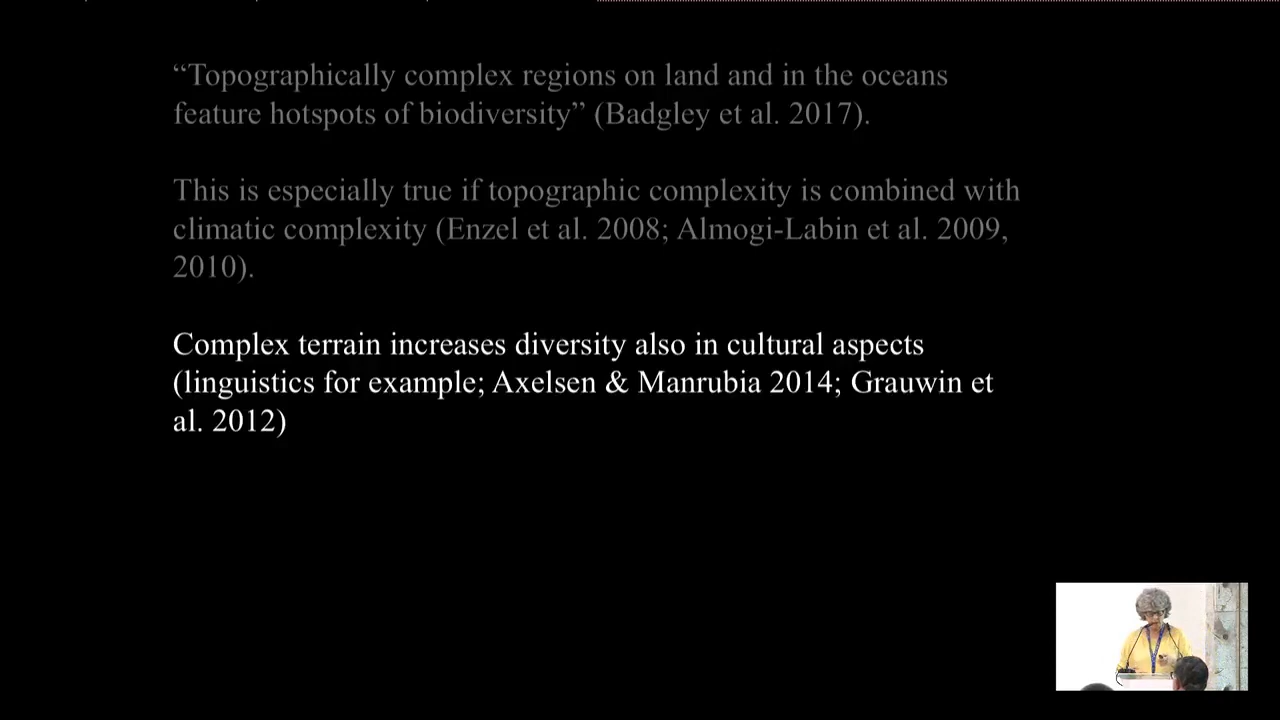 “Topographically complex regions on land and in the oceans
feature hotspots of biodiversity” (Badgley et al. 2017).
This is especially true if topographic complexity is combined with
climatic complexity (Enzel et al. 2008; Almogi-Labin et al. 2009,
2010).
Complex terrain increases diversity also in cultural aspects
(linguistics for example; Axelsen & Manrubia 2014; Grauwin et
al. 2012)